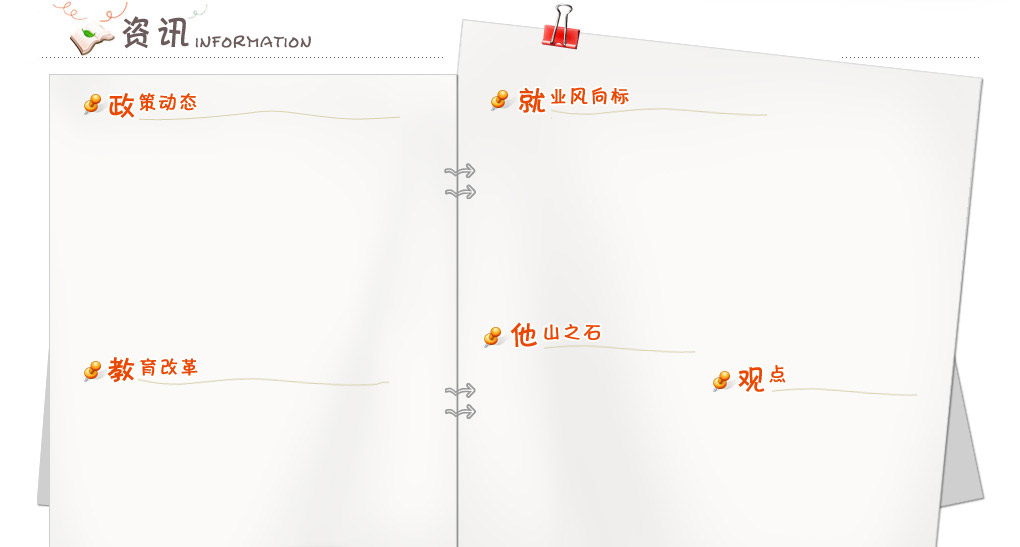 资讯 INFORMATION
政策动态
就业风向标
他山之石
教育改革
观点